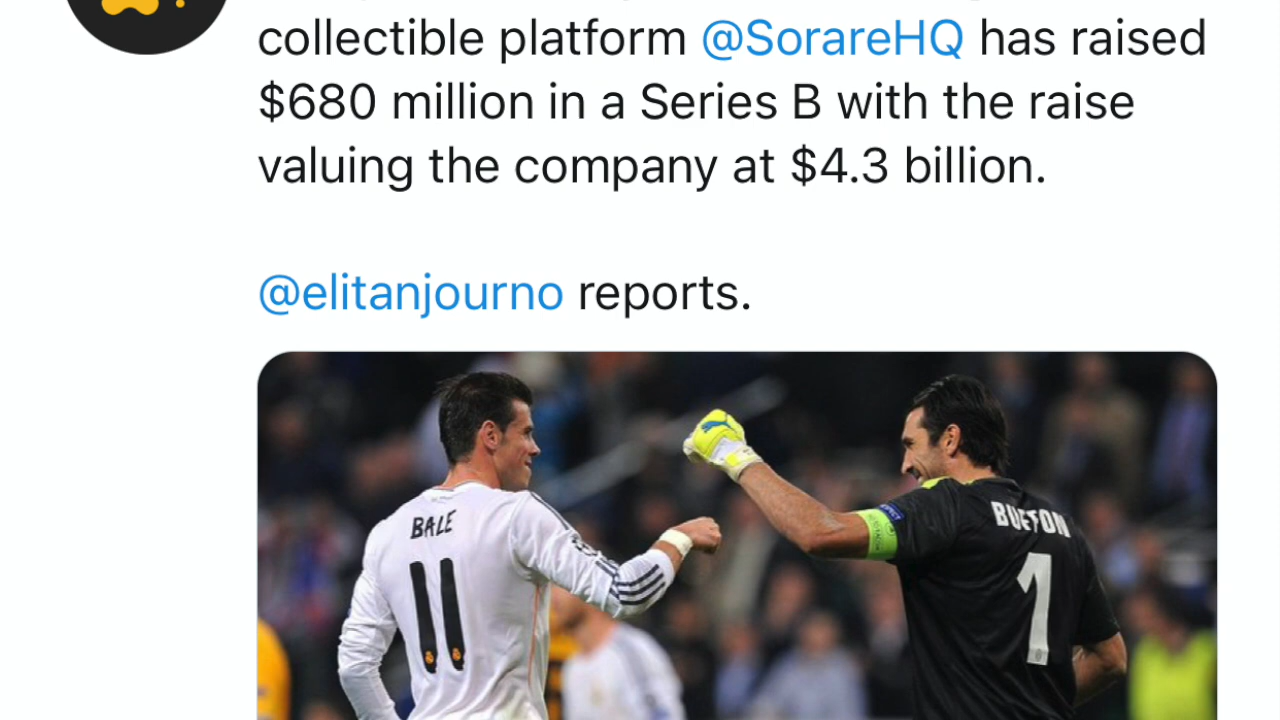 collectible platform @SorareHQ has raised
$680 million in a Series B with the raise
valuing the company at $4.3 billion.
@elitanjourno reports.
BALE
11
BUFFON
1